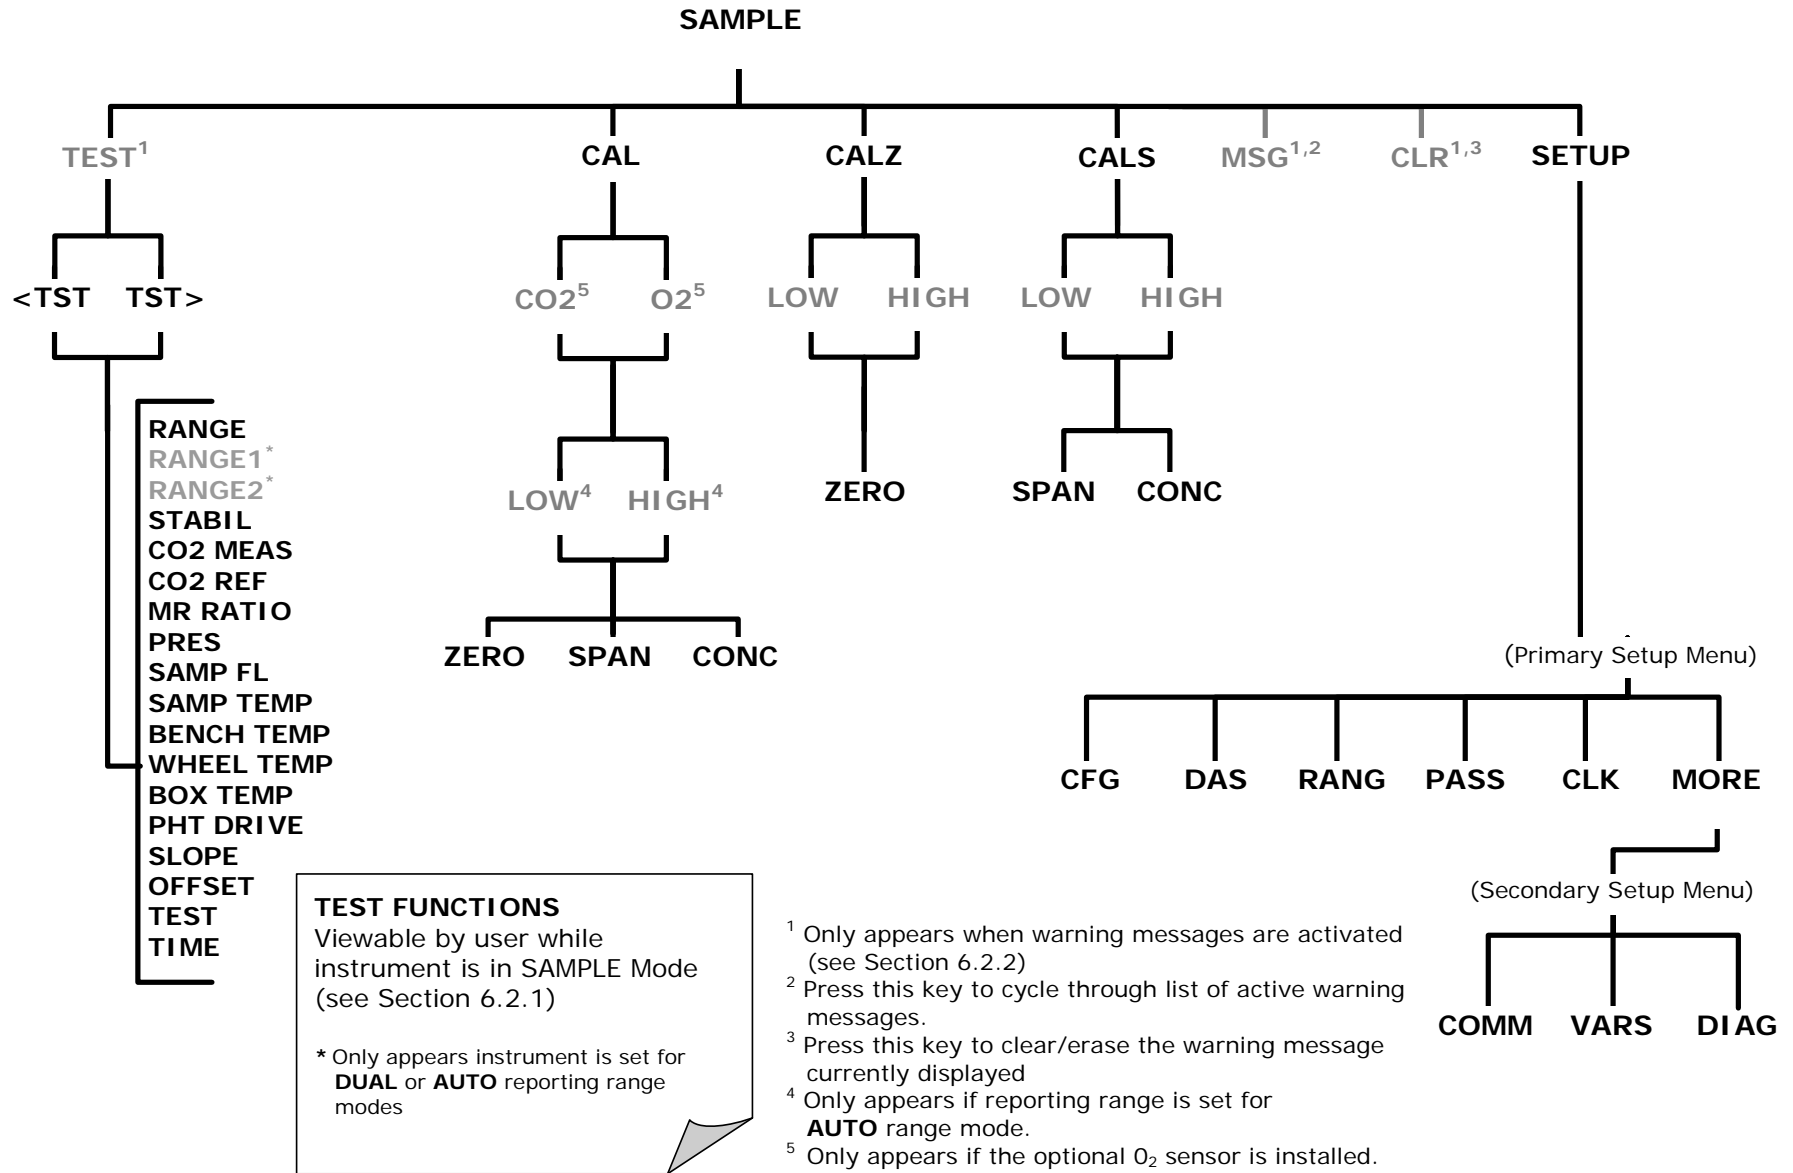 SAMPLE
TEST1 CAL CALZ CALS MSG1,2 CLR1,3 SETUP
<TST TST> CO25 O25 LOW HIGH LOW HIGH
RANGE
RANGE1*
RANGE2*
STABIL
CO2 MEAS
CO2 REF
MR RATIO
PRES
SAMP FL
SAMP TEMP
BENCH TEMP
WHEEL TEMP
BOX TEMP
PHT DRIVE
SLOPE
OFFSET
TEST
TIME
LOW4 HIGH4
ZERO SPAN CONC
ZERO
SPAN CONC
(Primary Setup Menu)
CFG DAS RANG PASS CLK MORE
(Secondary Setup Menu)
COMM VARS DIAG
TEST FUNCTIONS
Viewable by user while
instrument is in SAMPLE Mode
(see Section 6.2.1)
* Only appears instrument is set for
DUAL or AUTO reporting range
modes
1 Only appears when warning messages are activated
(see Section 6.2.2)
2 Press this key to cycle through list of active warning
messages.
3 Press this key to clear/erase the warning message
currently displayed
4 Only appears if reporting range is set for
AUTO range mode.
5 Only appears if the optional 02 sensor is installed.